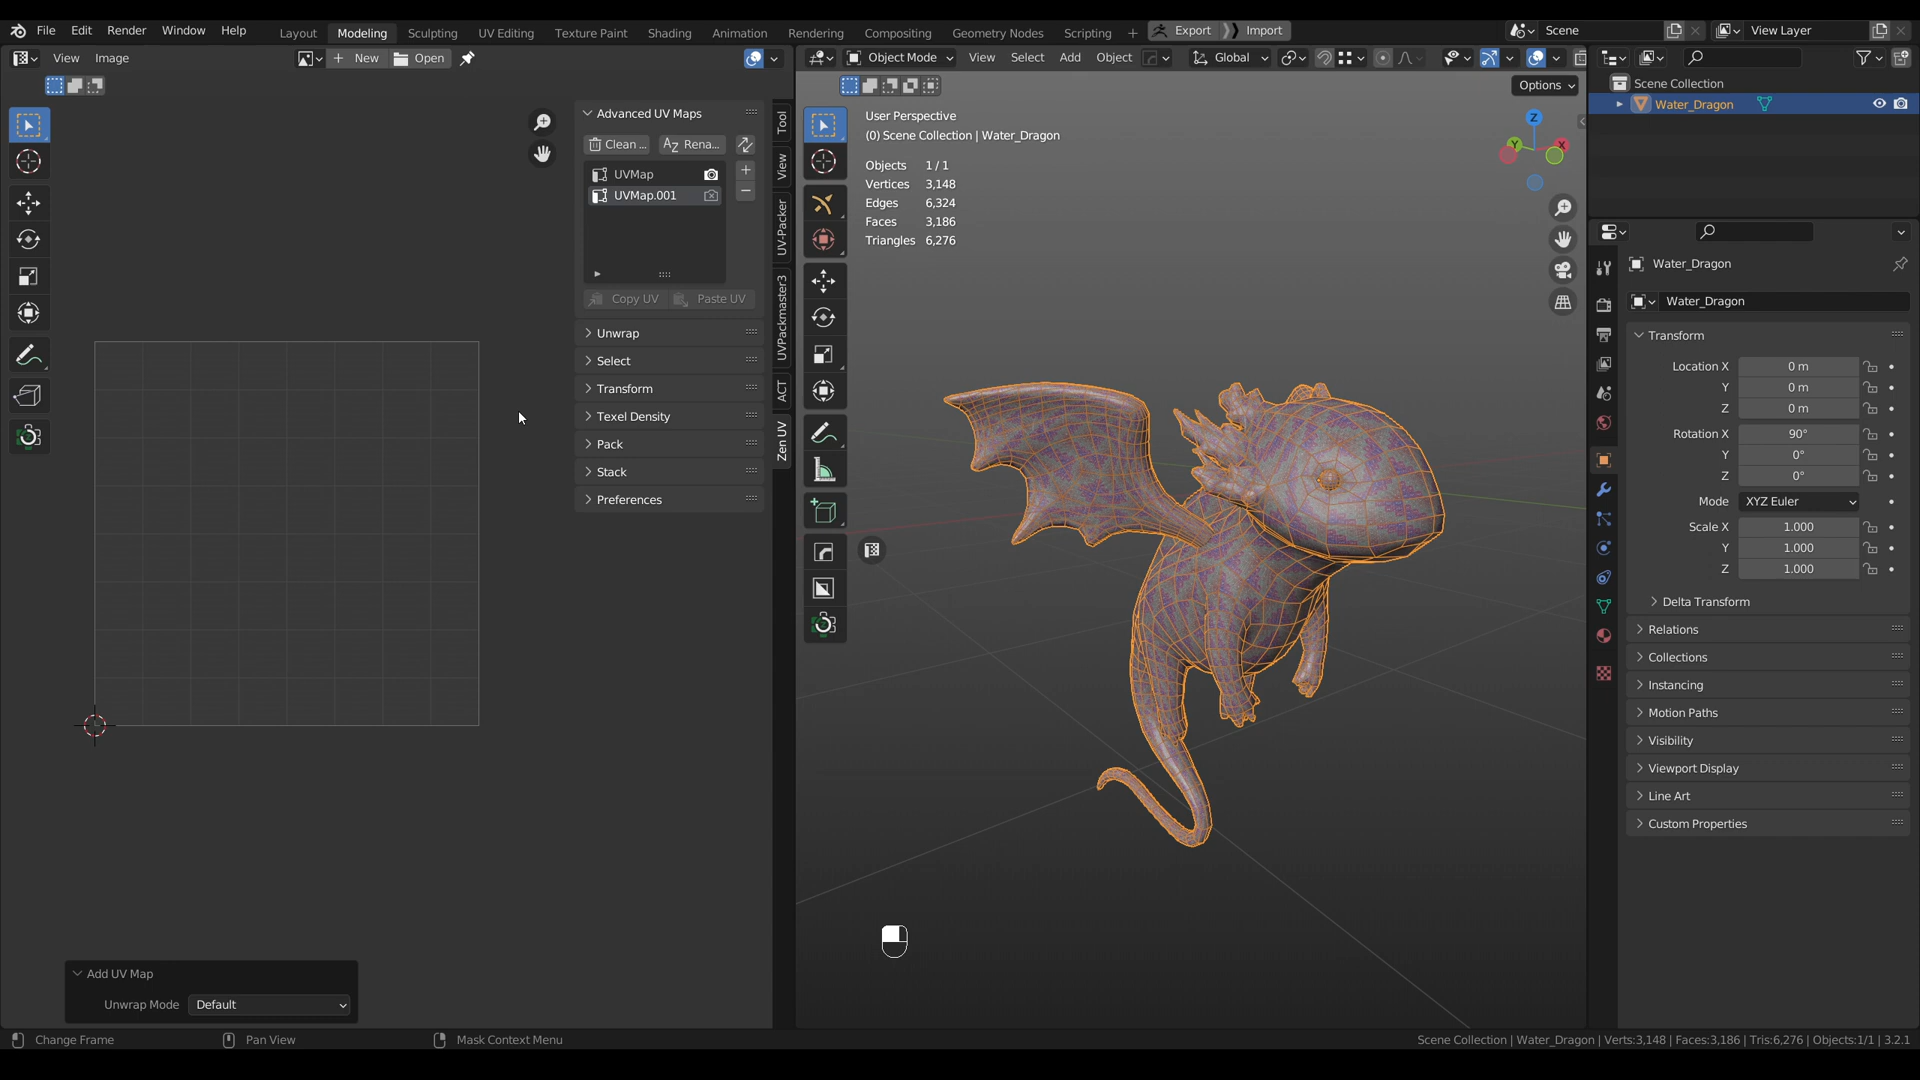 File Edit Render Window Help Layout Modeling Sculpting UV Editing Texture Paint Shading Animation Rendering Compositing Geometry Nodes Scripting + Export Import Scene View Layer
View Image New Open Object Mode View Select Add Object Global
Options
Scene Collection
Water_Dragon
Advanced UV Maps
Clean ... Rena...
UVMap
UVMap.001
Copy UV Paste UV
Unwrap
Select
Transform
Texel Density
Pack
Stack
Preferences
Tool
View
UV-Packer
UVPackmaster3
ACT
Zen UV
User Perspective
(0) Scene Collection | Water_Dragon
Objects 1 / 1
Vertices 3,148
Edges 6,324
Faces 3,186
Triangles 6,276
Z
Y
X
Water_Dragon
Water_Dragon
Transform
Location X 0 m
Y 0 m
Z 0 m
Rotation X 90°
Y 0°
Z 0°
Mode XYZ Euler
Scale X 1.000
Y 1.000
Z 1.000
Delta Transform
Relations
Collections
Instancing
Motion Paths
Visibility
Viewport Display
Line Art
Custom Properties
Add UV Map
Unwrap Mode Default
Change Frame Pan View Mask Context Menu Scene Collection | Water_Dragon | Verts:3,148 | Faces:3,186 | Tris:6,276 | Objects:1/1 | 3.2.1